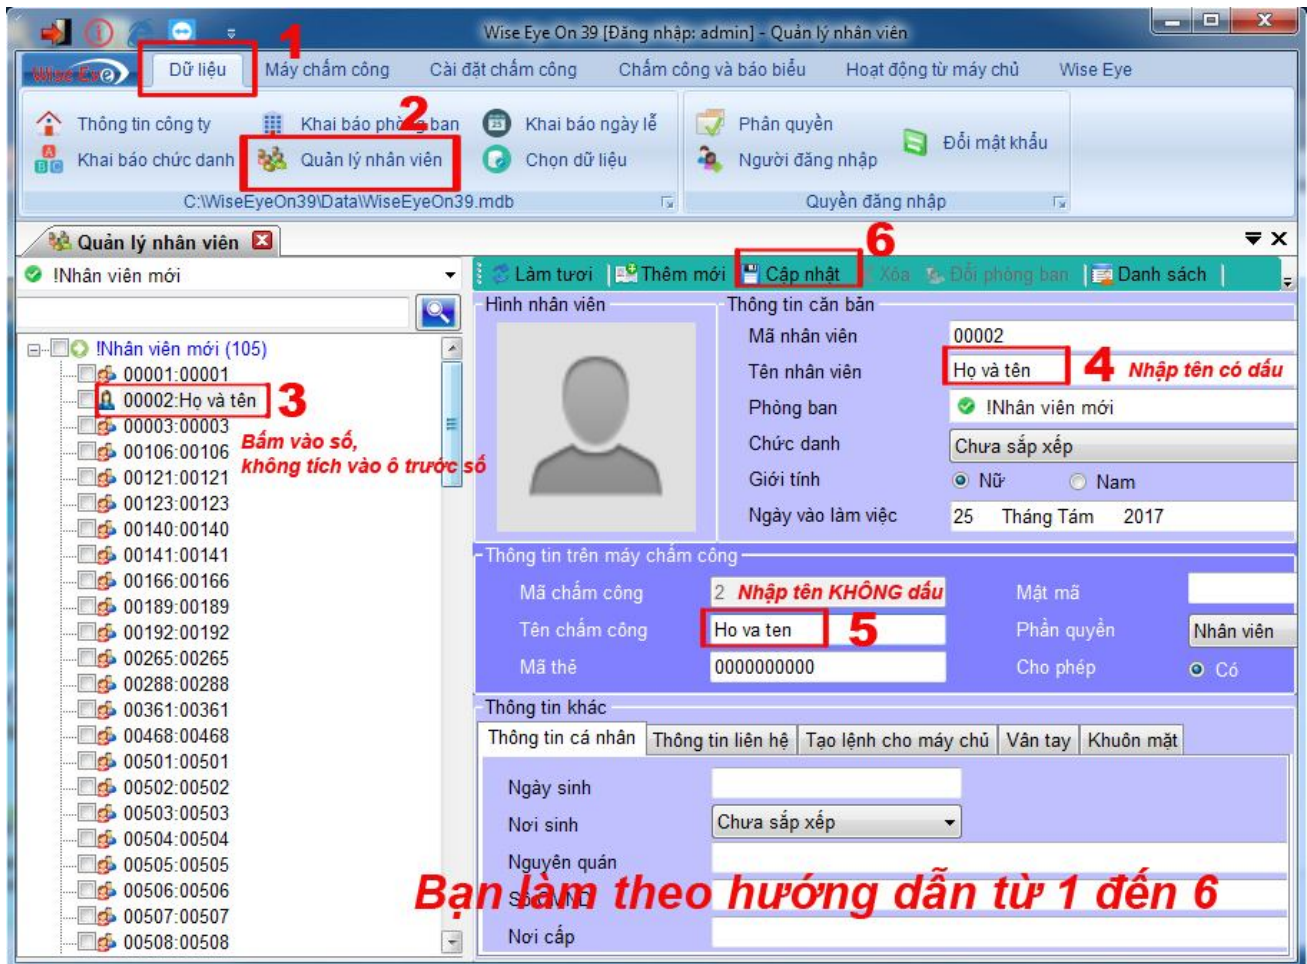 Wise Eye On 39 [Đăng nhập: admin] - Quản lý nhân viên
1
Wise Eye Dữ liệu Máy chấm công Cài đặt chấm công Chấm công và báo biểu Hoạt động từ máy chủ Wise Eye
2
Thông tin công ty Khai báo phòng ban Khai báo ngày lễ Phân quyền
Đổi mật khẩu
Khai báo chức danh Quản lý nhân viên Chọn dữ liệu Người đăng nhập
C:\WiseEyeOn39\Data\WiseEyeOn39.mdb Quyền đăng nhập
6
Quản lý nhân viên
!Nhân viên mới
Làm tươi Thêm mới Cập nhật Xóa Đổi phòng ban Danh sách
!Nhân viên mới (105)
00001:00001
00002:Họ và tên 3
00003:00003
Bấm vào số,
không tích vào ô trước số
00106:00106
00121:00121
00123:00123
00140:00140
00141:00141
00166:00166
00189:00189
00192:00192
00265:00265
00288:00288
00361:00361
00468:00468
00501:00501
00502:00502
00503:00503
00504:00504
00505:00505
00506:00506
00507:00507
00508:00508
Hình nhân viên
Thông tin căn bản
Mã nhân viên 00002
Tên nhân viên Họ và tên 4 Nhập tên có dấu
Phòng ban !Nhân viên mới
Chức danh Chưa sắp xếp
Giới tính Nữ Nam
Ngày vào làm việc 25 Tháng Tám 2017
Thông tin trên máy chấm công
Mã chấm công 2 Nhập tên KHÔNG dấu Mật mã
Tên chấm công Ho va ten 5 Phần quyền Nhân viên
Mã thẻ 0000000000 Cho phép Có
Thông tin khác
Thông tin cá nhân Thông tin liên hệ Tạo lệnh cho máy chủ Vân tay Khuôn mặt
Ngày sinh
Nơi sinh Chưa sắp xếp
Nguyên quán
Bạn làm theo hướng dẫn từ 1 đến 6
Nơi cấp